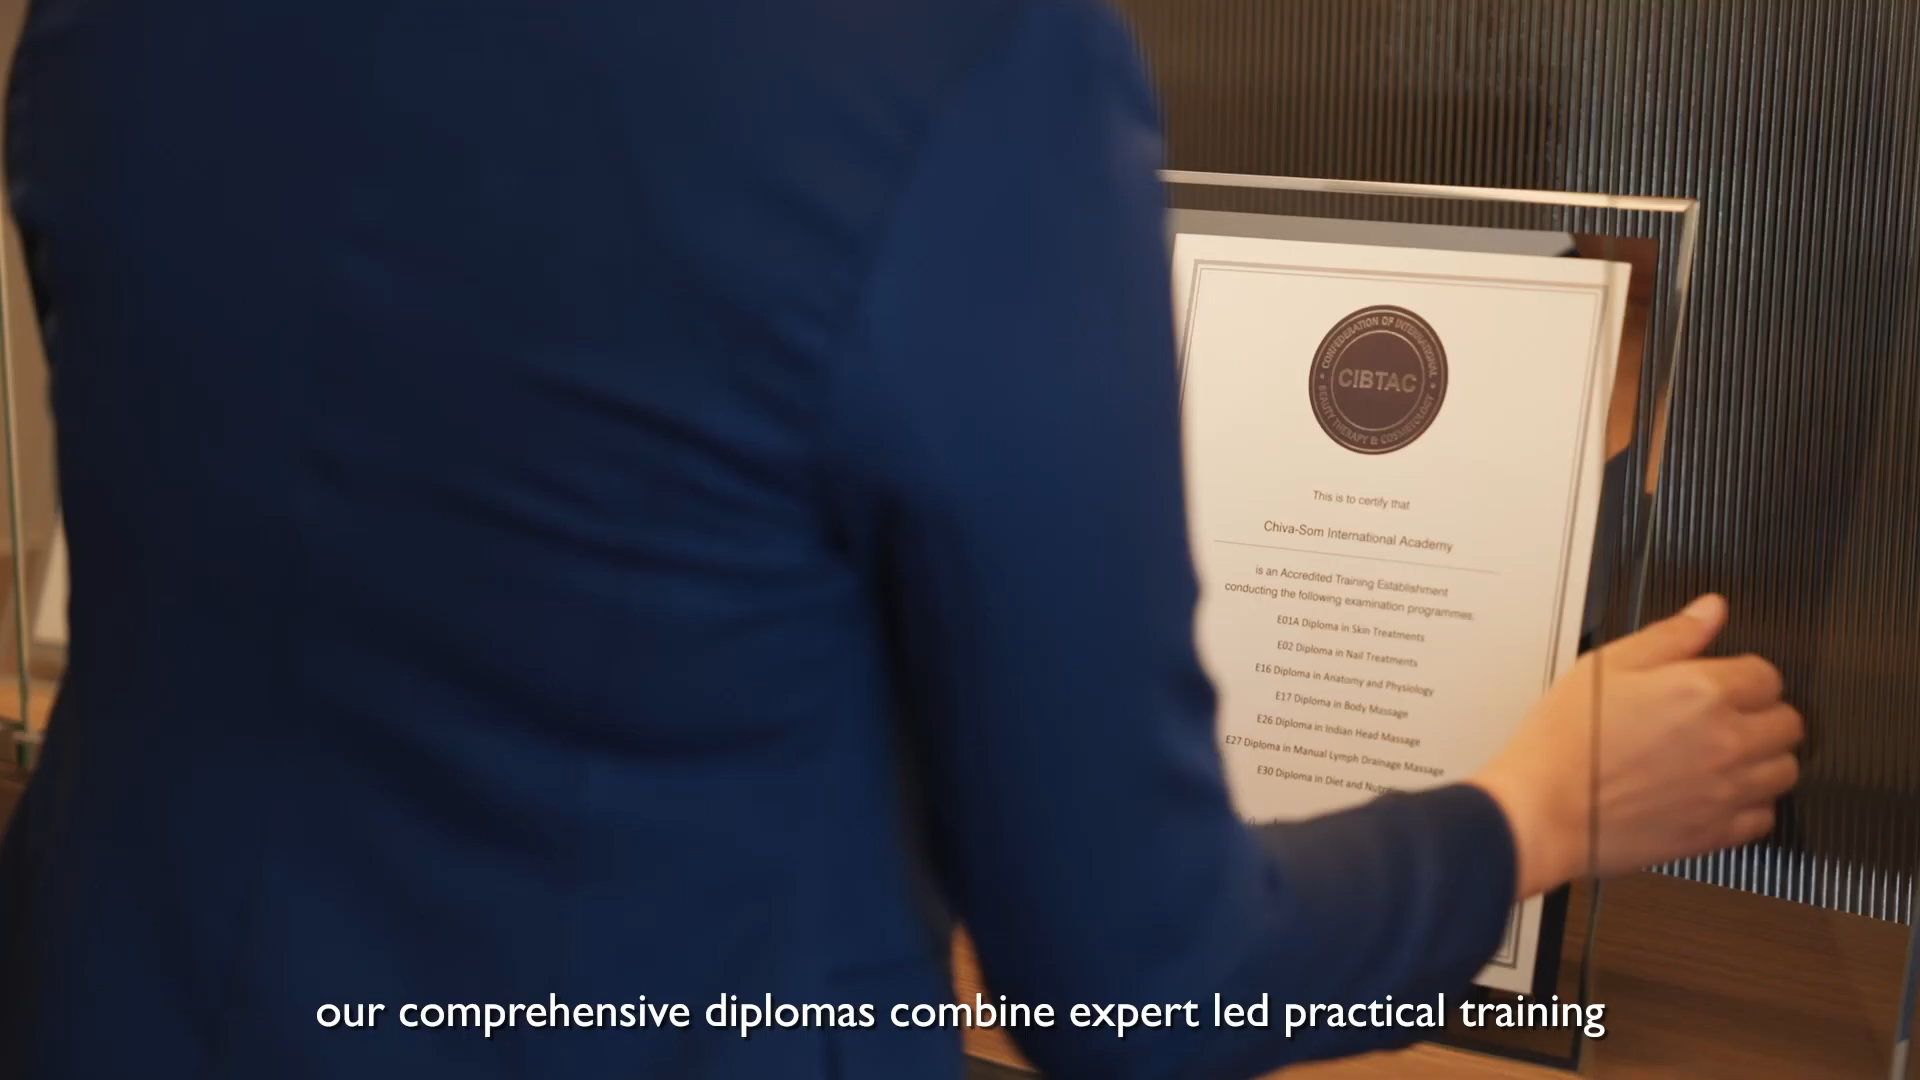 CONFEDERATION OF INTERNATIONAL
CIBTAC
BEAUTY THERAPY & COSMETOLOGY
This is to certify that
Chiva-Som International Academy
is an Accredited Training Establishment
conducting the following examination programmes:
E01A Diploma in Skin Treatments
E02 Diploma in Nail Treatments
E16 Diploma in Anatomy and Physiology
E17 Diploma in Body Massage
E26 Diploma in Indian Head Massage
E27 Diploma in Manual Lymph Drainage Massage
E30 Diploma in Diet and
our comprehensive diplomas combine expert led practical training